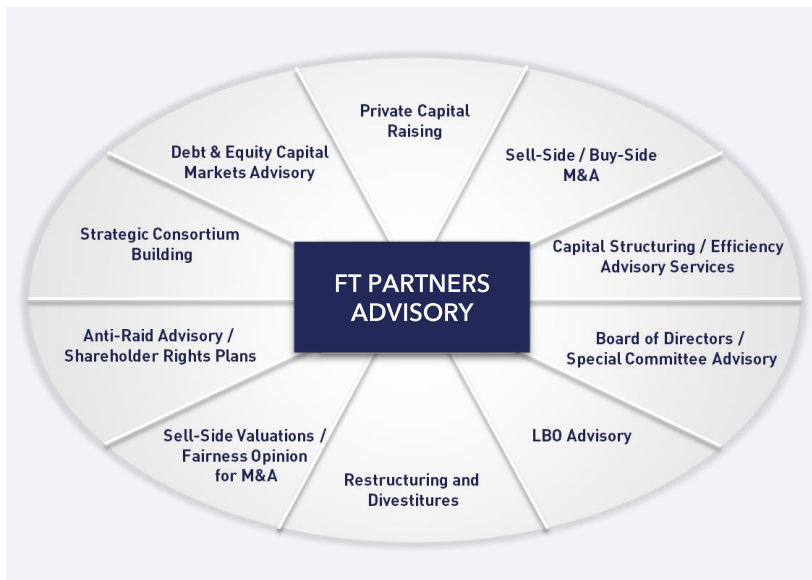 Private Capital
Raising
Sell-Side / Buy-Side
M&A
Capital Structuring / Efficiency
Advisory Services
Board of Directors /
Special Committee Advisory
LBO Advisory
Restructuring and
Divestitures
Sell-Side Valuations /
Fairness Opinion
for M&A
Anti-Raid Advisory /
Shareholder Rights Plans
Strategic Consortium
Building
Debt & Equity Capital
Markets Advisory
FT PARTNERS
ADVISORY